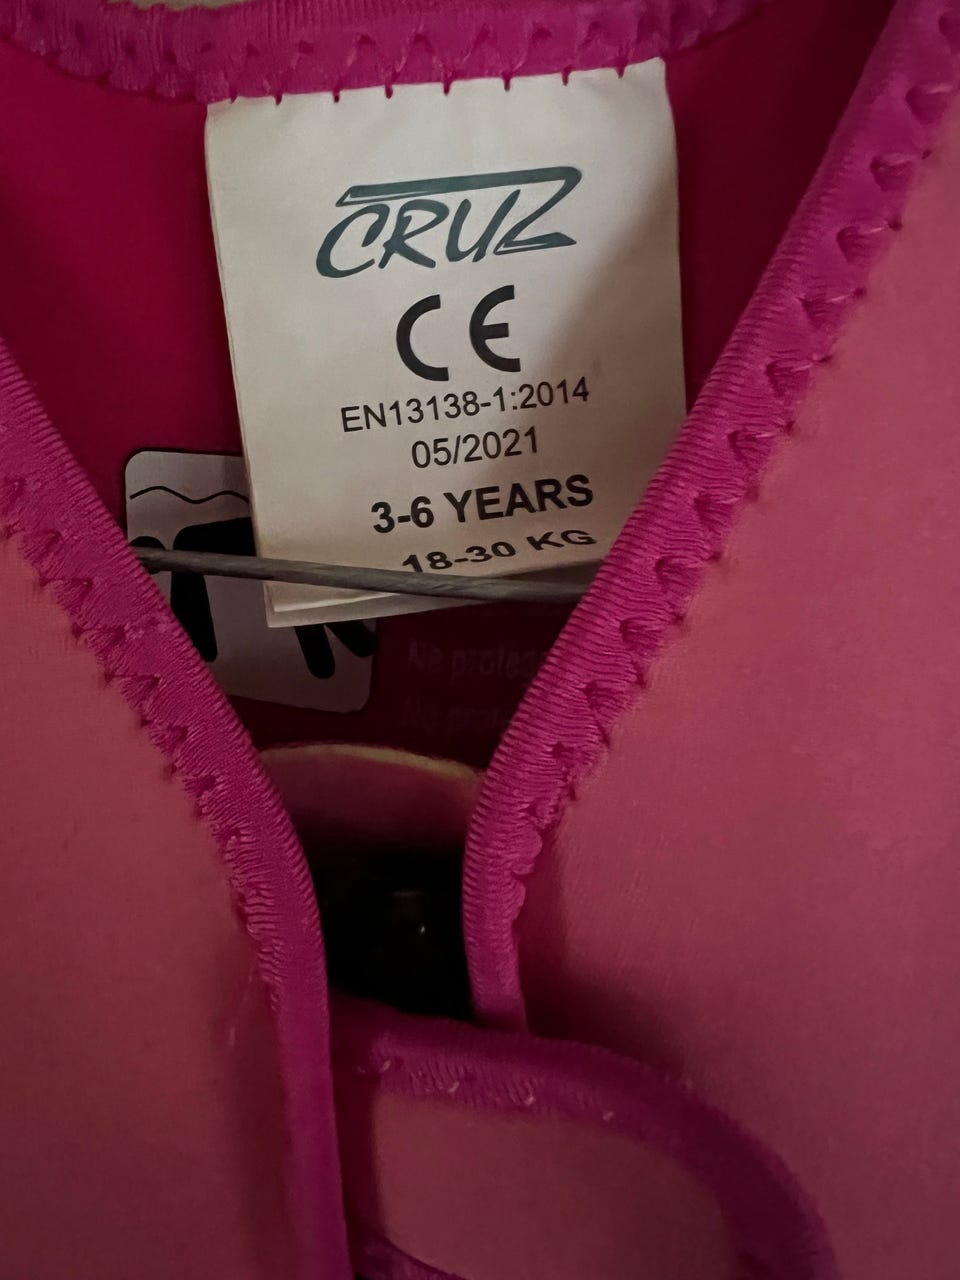 CRUZ
CE
EN13138-1:2014
05/2021
3-6 YEARS
18-30 KG